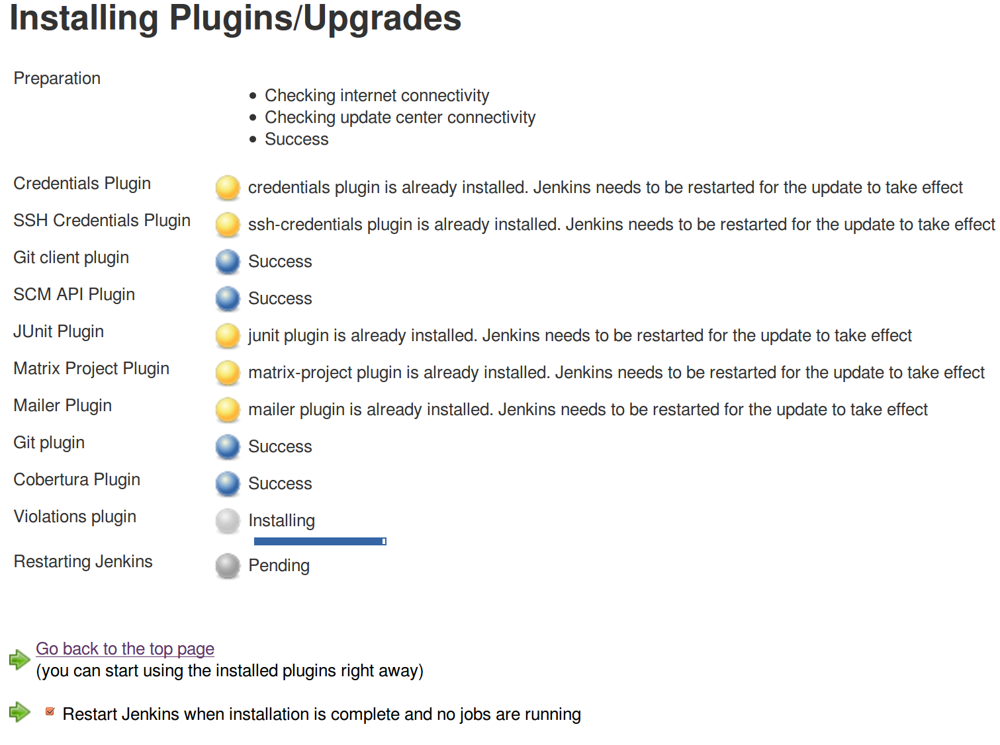 Installing Plugins/Upgrades
Preparation
Checking internet connectivity
Checking update center connectivity
Success
Credentials Plugin credentials plugin is already installed. Jenkins needs to be restarted for the update to take effect
SSH Credentials Plugin ssh-credentials plugin is already installed. Jenkins needs to be restarted for the update to take effect
Git client plugin Success
SCM API Plugin Success
JUnit Plugin junit plugin is already installed. Jenkins needs to be restarted for the update to take effect
Matrix Project Plugin matrix-project plugin is already installed. Jenkins needs to be restarted for the update to take effect
Mailer Plugin mailer plugin is already installed. Jenkins needs to be restarted for the update to take effect
Git plugin Success
Cobertura Plugin Success
Violations plugin Installing
Restarting Jenkins Pending
Go back to the top page
(you can start using the installed plugins right away)
Restart Jenkins when installation is complete and no jobs are running